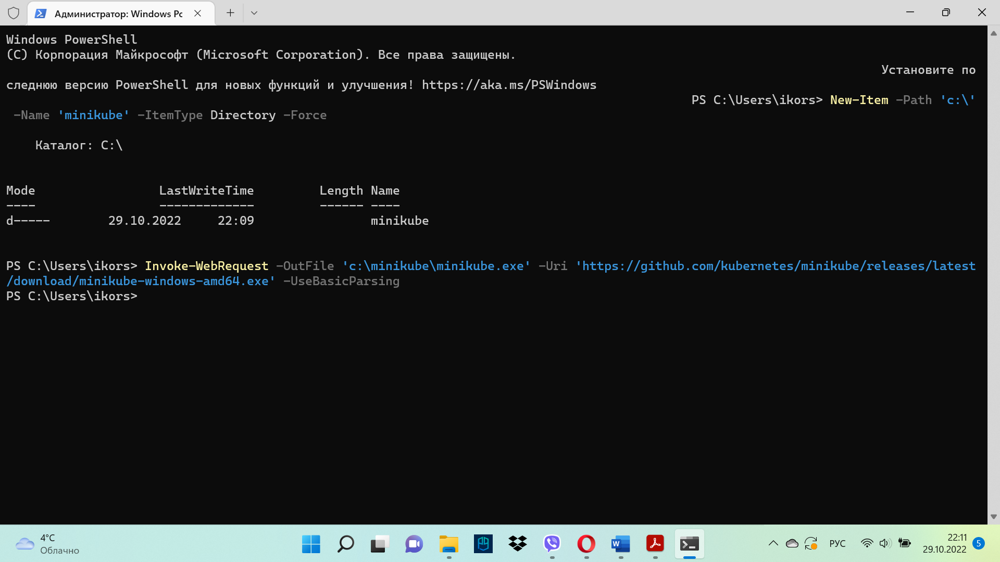 Администратор: Windows Pc
Windows PowerShell
(C) Корпорация Майкрософт (Microsoft Corporation). Все права защищены.
Установите по
следнюю версию PowerShell для новых функций и улучшения! https://aka.ms/PSWindows
PS C:\Users\ikors> New-Item -Path 'c:\'
-Name 'minikube' -ItemType Directory -Force
Каталог: C:\
Mode                 LastWriteTime         Length Name
----                 -------------         ------ ----
d-----        29.10.2022     22:09                minikube
PS C:\Users\ikors> Invoke-WebRequest -OutFile 'c:\minikube\minikube.exe' -Uri 'https://github.com/kubernetes/minikube/releases/latest
/download/minikube-windows-amd64.exe' -UseBasicParsing
PS C:\Users\ikors>
4°C
Облачно
W
РУС
22:11
29.10.2022
5